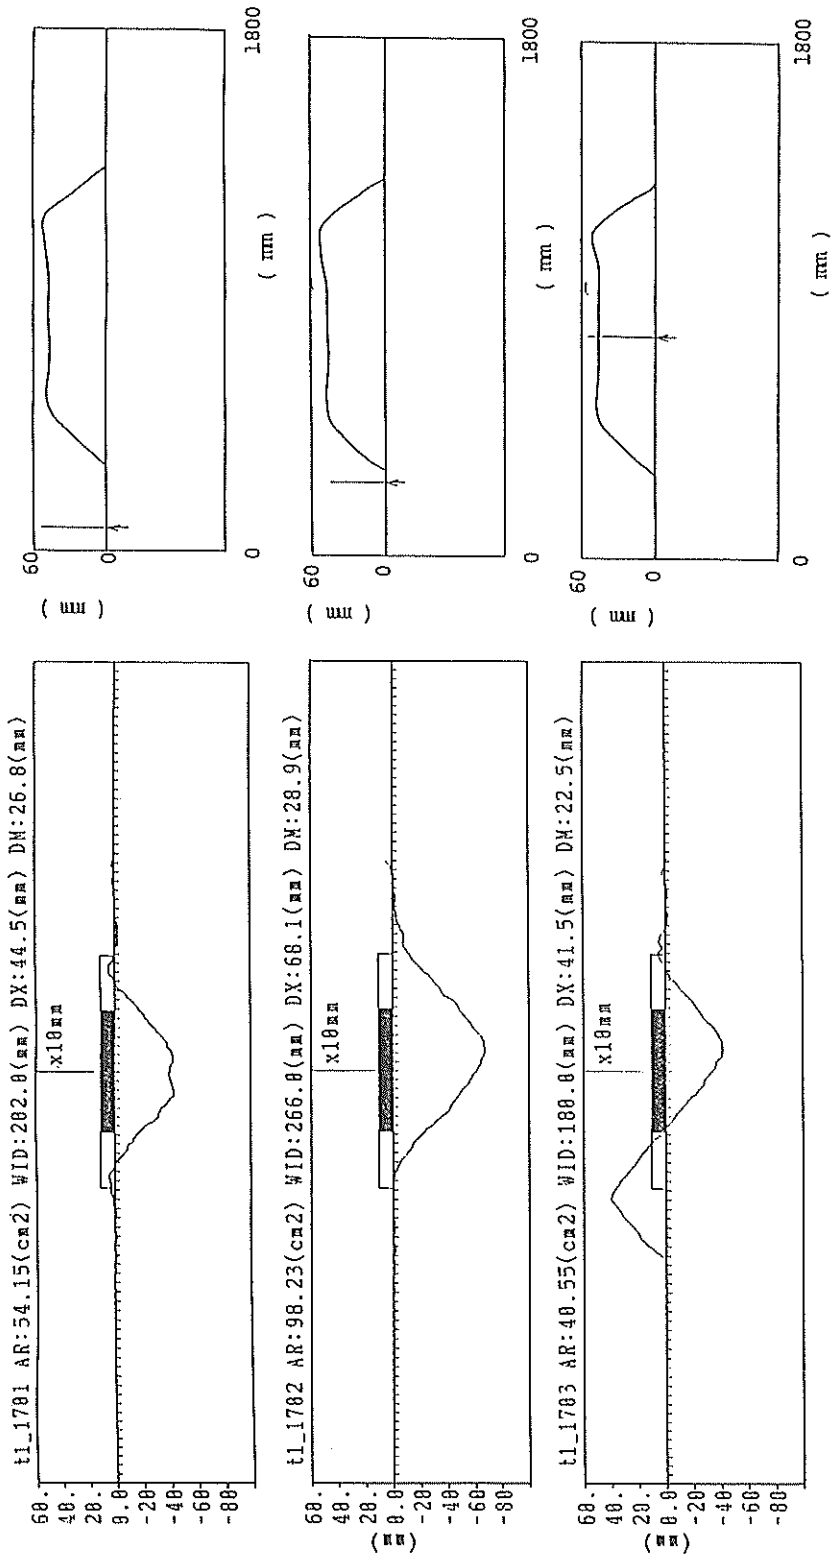 t1_1701 AR:54.15(cm2) WID:202.0(mm) DX:44.5(mm) DM:26.8(mm)
60.
40.
20.
0.0
-20
-40
-60
-80
x10mm
60
0
( mm )
0
( mm )
1800
t1_1702 AR:98.23(cm2) WID:266.0(mm) DX:68.1(mm) DM:28.9(mm)
60.
40.
20.
0.0
-20
-40
-60
-80
(mm)
x10mm
60
0
( mm )
0
( mm )
1800
t1_1703 AR:40.55(cm2) WID:180.0(mm) DX:41.5(mm) DM:22.5(mm)
60.
40.
20.
0.0
-20
-40
-60
-80
(mm)
x10mm
60
0
( mm )
0
( mm )
1800